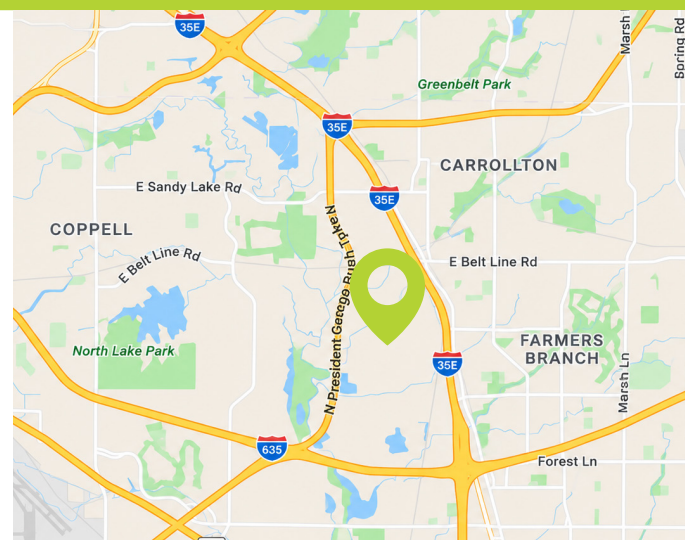 35E
Marsh
Spring Rd
Greenbelt Park
35E
CARROLLTON
E Sandy Lake Rd
35E
COPPELL
E Belt Line Rd
E Belt Line Rd
N President George Bush Tpke N
North Lake Park
FARMERS
BRANCH
35E
Marsh Ln
635
Forest Ln